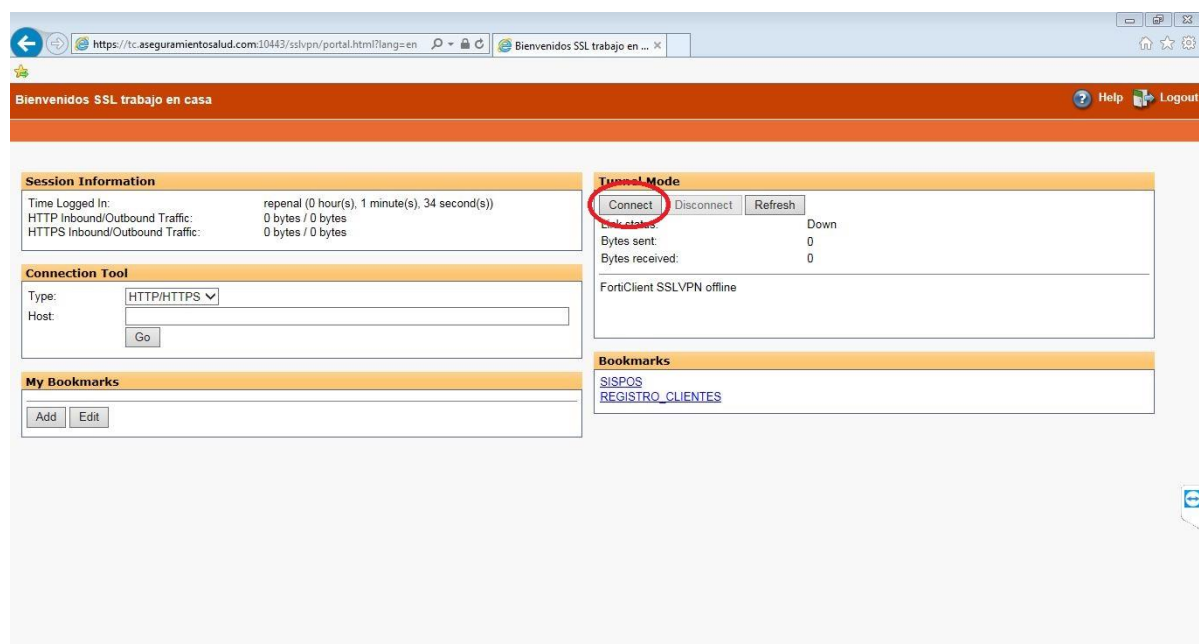 https://tc.aseguramientosalud.com:10443/sslvpn/portal.html?lang=en
Bienvenidos SSL trabajo en ...
Bienvenidos SSL trabajo en casa
Help
Logout
Session Information
Time Logged In: repenal (0 hour(s), 1 minute(s), 34 second(s))
HTTP Inbound/Outbound Traffic: 0 bytes / 0 bytes
HTTPS Inbound/Outbound Traffic: 0 bytes / 0 bytes
Connection Tool
Type: HTTP/HTTPS
Host:
Go
My Bookmarks
Add Edit
Tunnel Mode
Connect Disconnect Refresh
Link status: Down
Bytes sent: 0
Bytes received: 0
FortiClient SSLVPN offline
Bookmarks
SISPOS
REGISTRO_CLIENTES